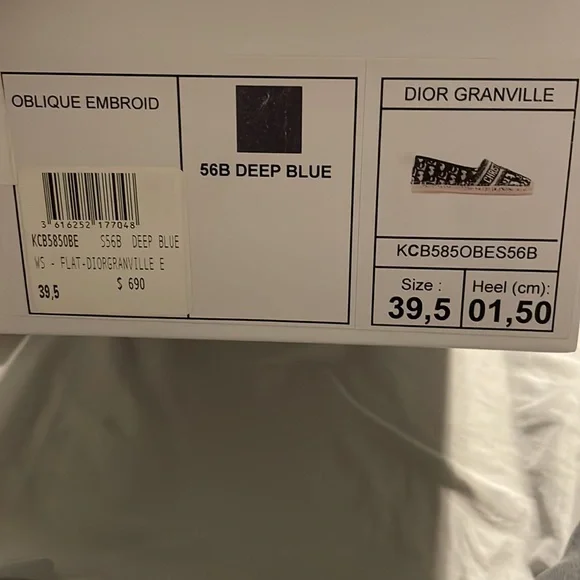 OBLIQUE EMBROID
3 616252 177048
KCB585OBE S56B DEEP BLUE
WS - FLAT-DIORGRANVILLE E
$ 690
39,5
56B DEEP BLUE
DIOR GRANVILLE
KCB585OBES56B
Size :
39,5
Heel (cm):
01,50